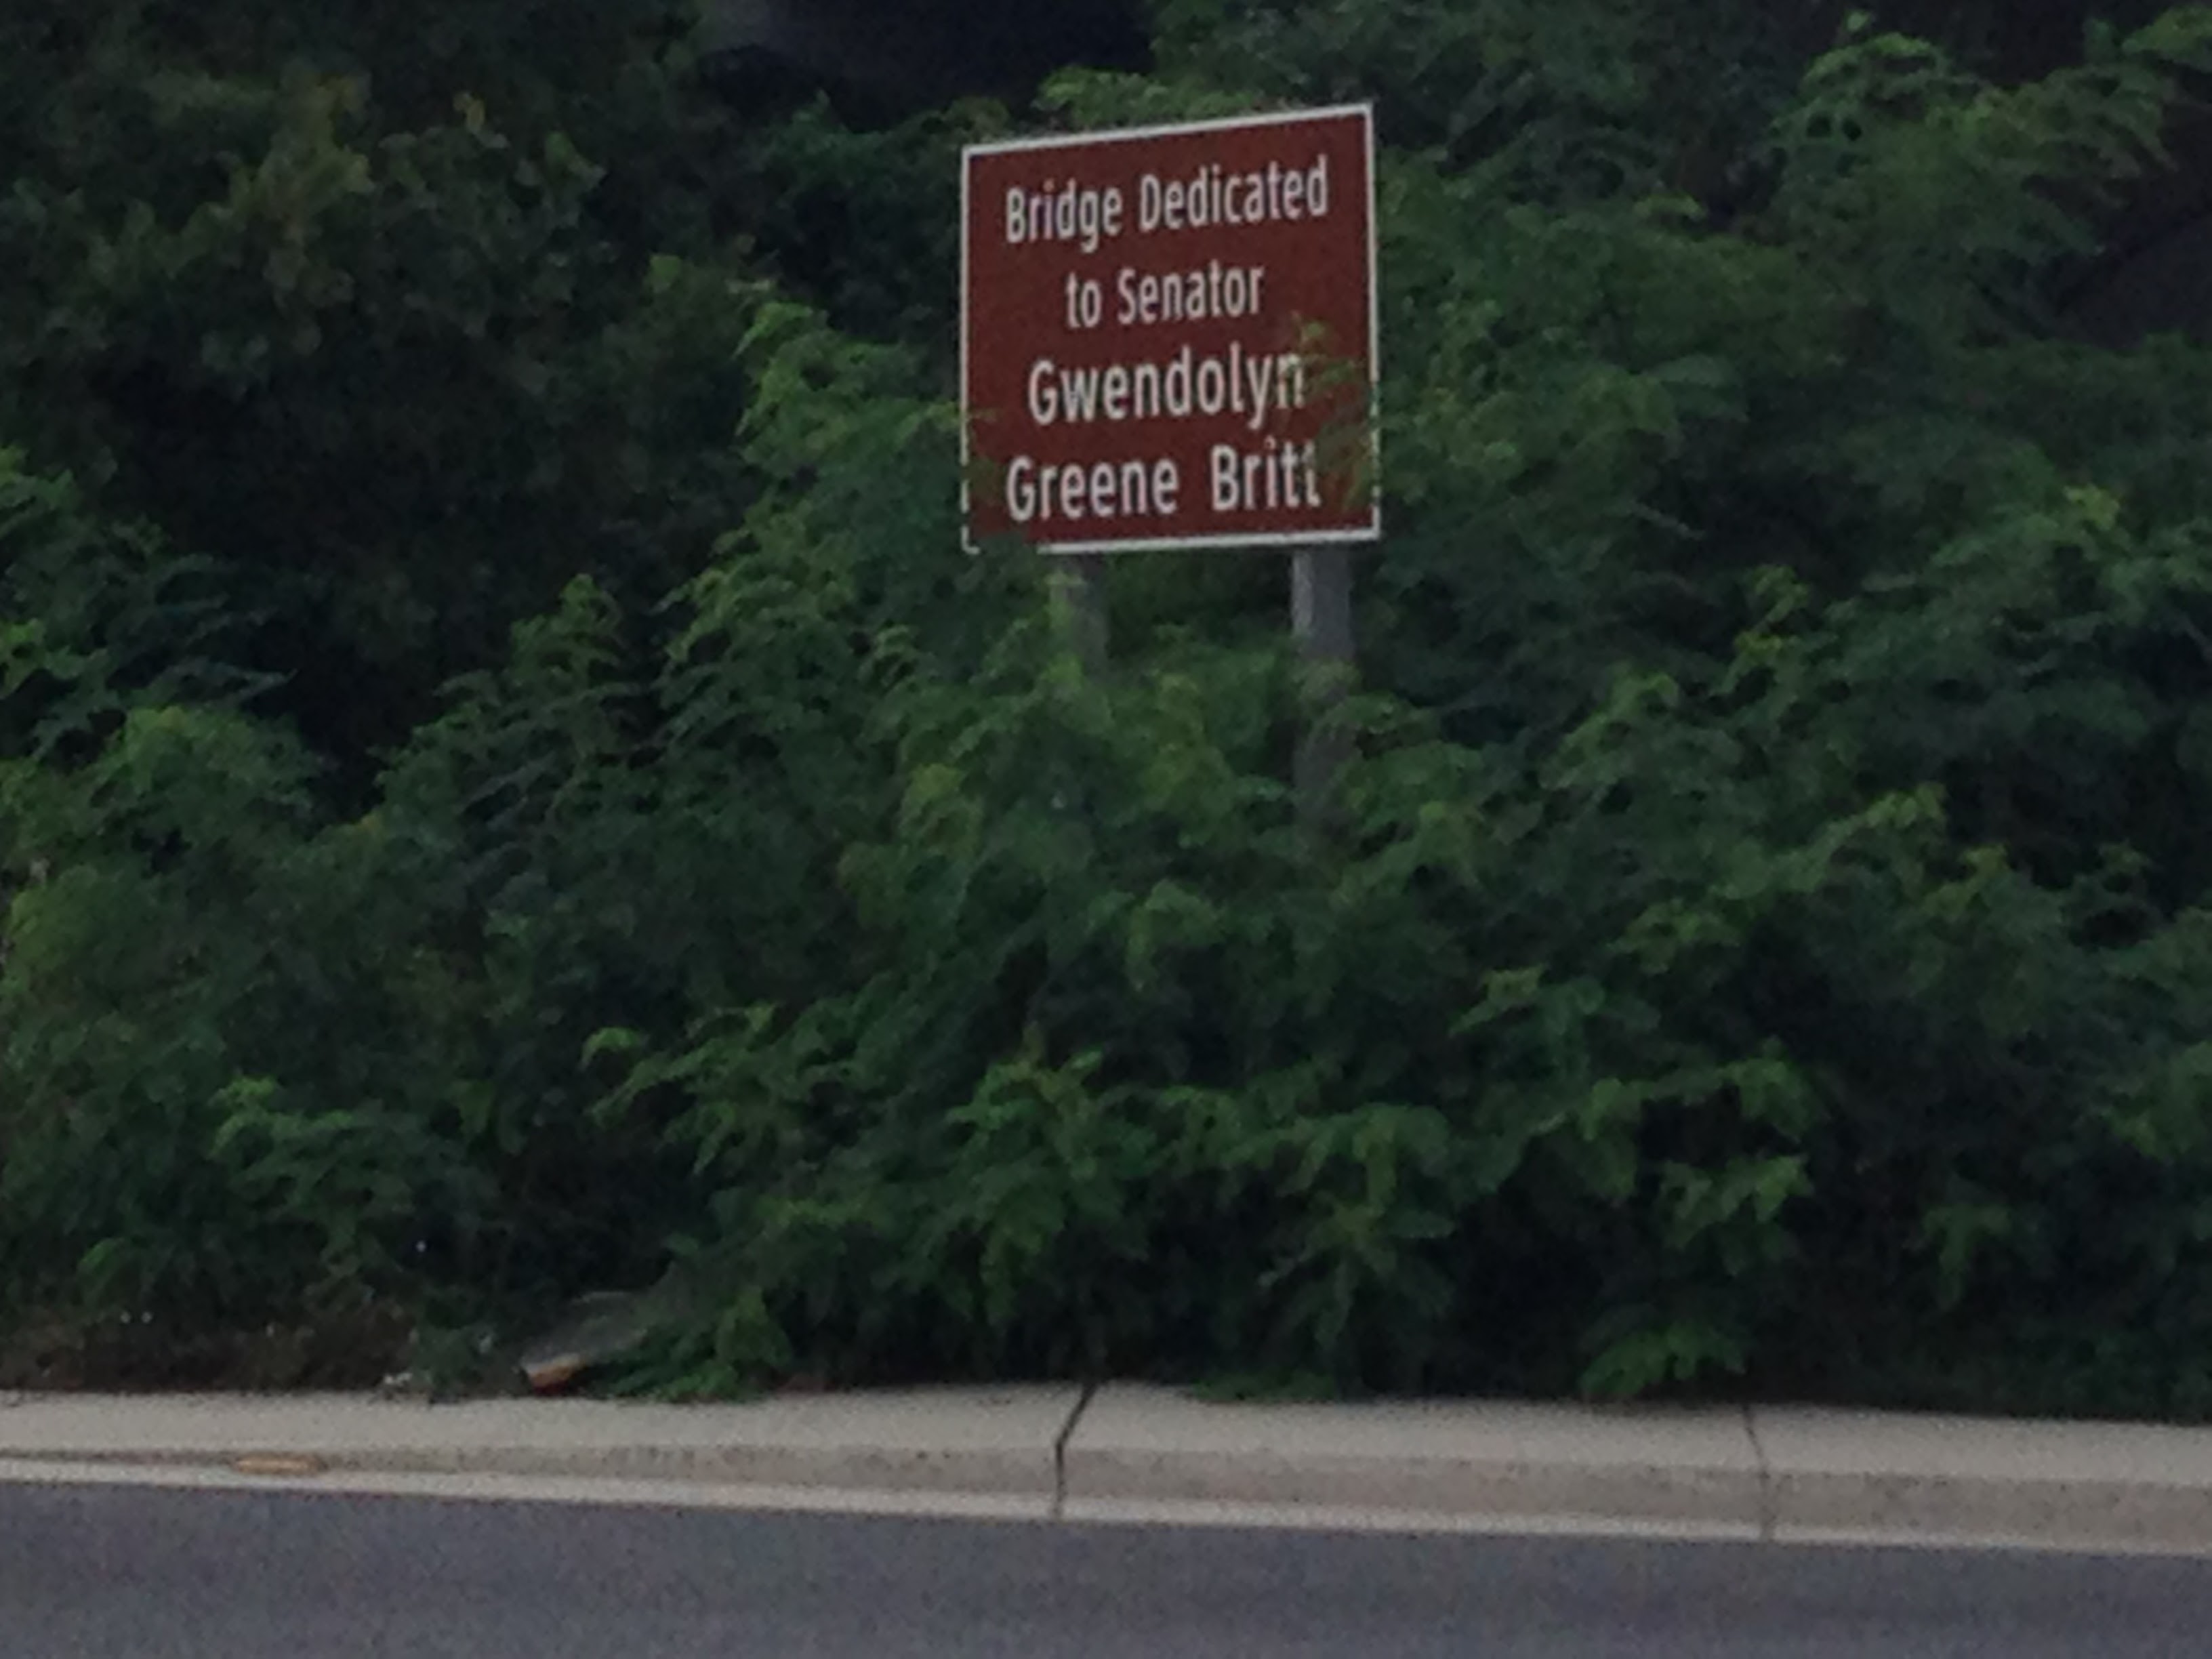 Bridge Dedicated
to Senator
Gwendolyn
Greene Britt